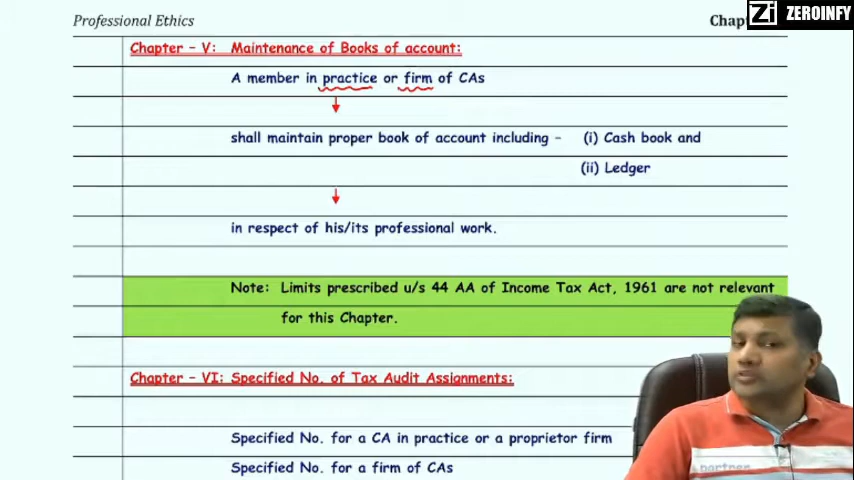 Professional Ethics
Chap
Zi ZEROINFY
Chapter – V: Maintenance of Books of account:
A member in practice or firm of CAs
shall maintain proper book of account including – (i) Cash book and
(ii) Ledger
in respect of his/its professional work.
Note: Limits prescribed u/s 44 AA of Income Tax Act, 1961 are not relevant
for this Chapter.
Chapter – VI: Specified No. of Tax Audit Assignments:
Specified No. for a CA in practice or a proprietor firm
Specified No. for a firm of CAs
partner